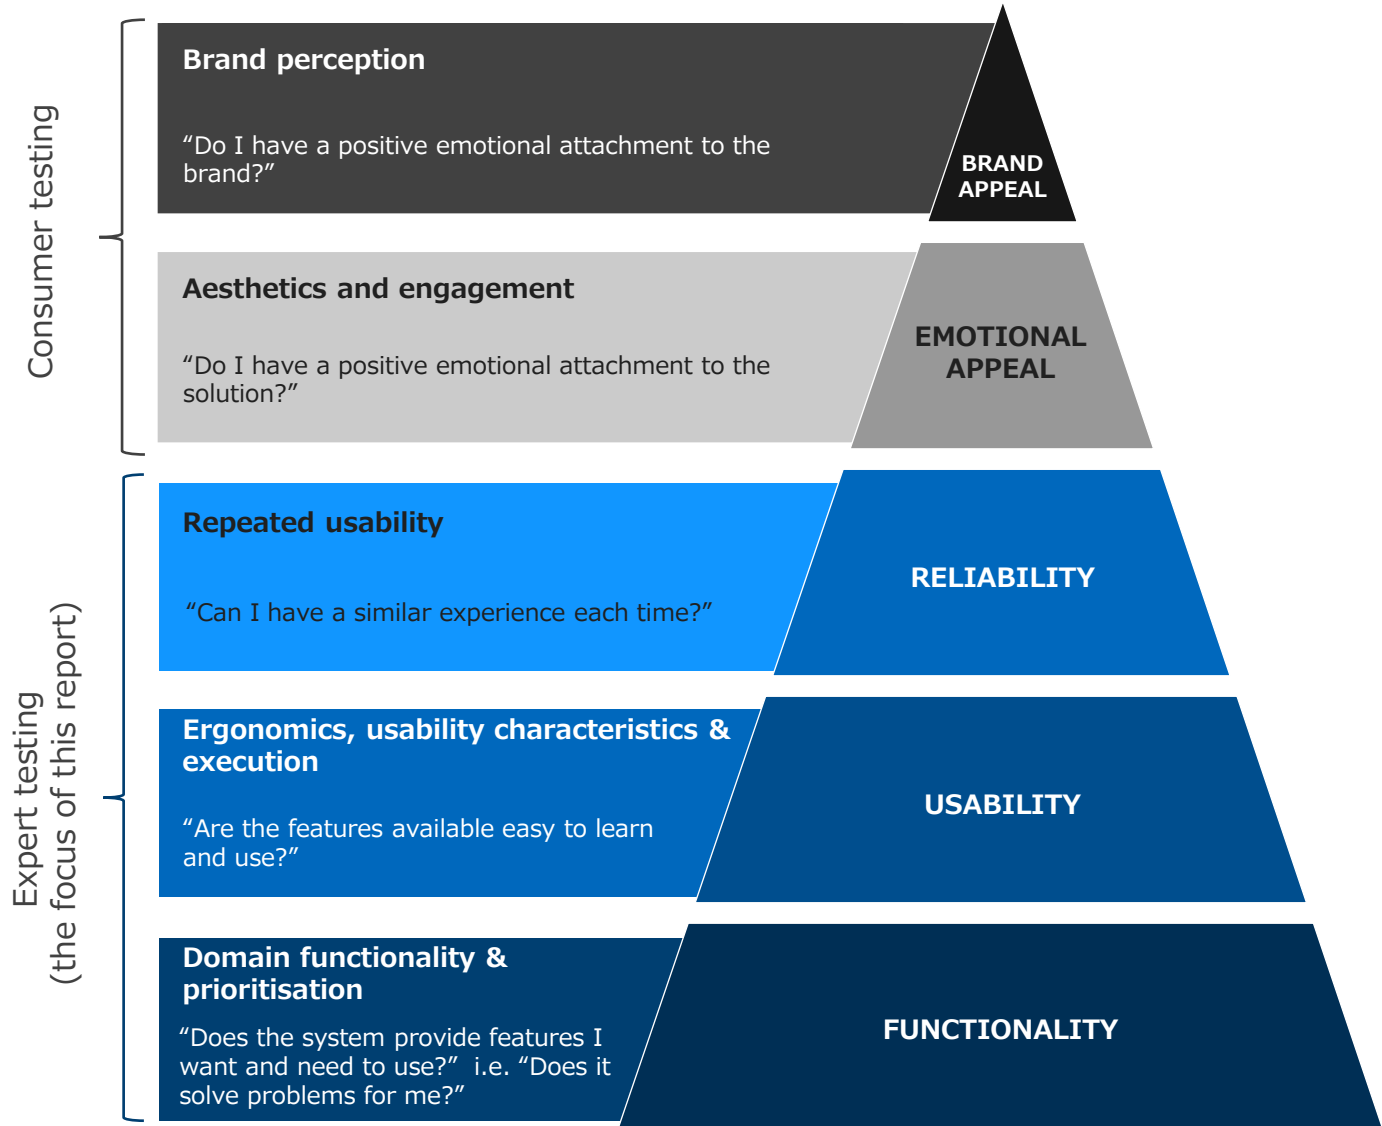 Consumer testing
Brand perception
“Do I have a positive emotional attachment to the
brand?”
BRAND
APPEAL
Aesthetics and engagement
“Do I have a positive emotional attachment to the
solution?”
EMOTIONAL
APPEAL
Expert testing
(the focus of this report)
Repeated usability
“Can I have a similar experience each time?”
RELIABILITY
Ergonomics, usability characteristics &
execution
“Are the features available easy to learn
and use?”
USABILITY
Domain functionality &
prioritisation
“Does the system provide features I
want and need to use?”  i.e. “Does it
solve problems for me?”
FUNCTIONALITY